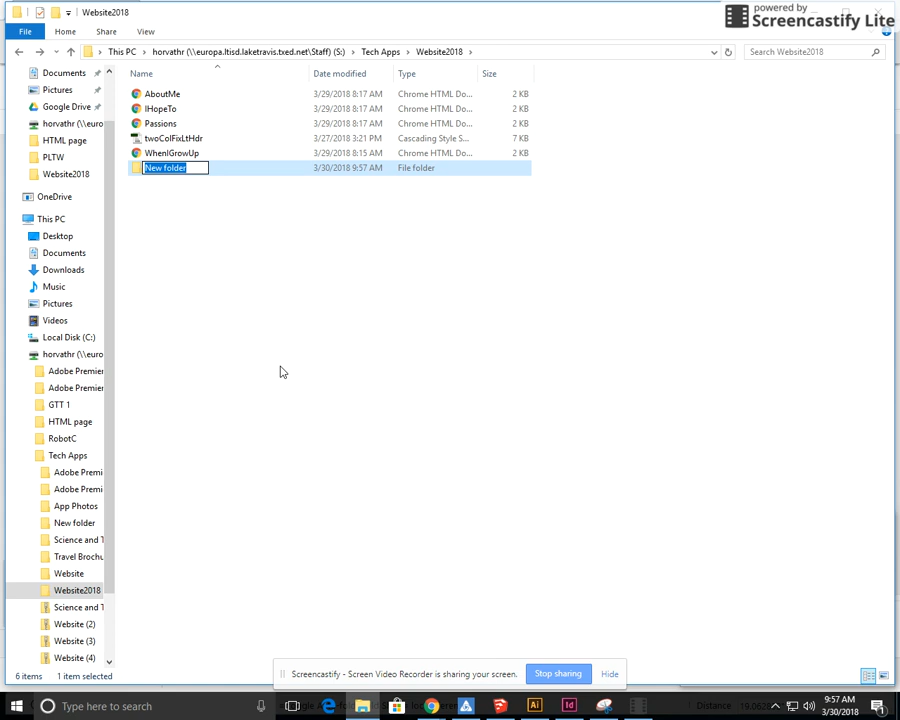 Website2018
powered by
Screencastify Lite
File Home Share View
This PC horvathr (\\europa.ltisd.laketravis.txed.net\Staff) (S:) Tech Apps Website2018
Search Website2018
Name Date modified Type Size
AboutMe 3/29/2018 8:17 AM Chrome HTML Do... 2 KB
IHopeTo 3/29/2018 8:17 AM Chrome HTML Do... 2 KB
Passions 3/29/2018 8:17 AM Chrome HTML Do... 2 KB
twoColFixLtHdr 3/27/2018 3:21 PM Cascading Style S... 7 KB
WhenIGrowUp 3/29/2018 8:15 AM Chrome HTML Do... 2 KB
New folder 3/30/2018 9:57 AM File folder
Documents
Pictures
Google Drive
horvathr (\\euro
HTML page
PLTW
Website2018
OneDrive
This PC
Desktop
Documents
Downloads
Music
Pictures
Videos
Local Disk (C:)
horvathr (\\euro
Adobe Premier
Adobe Premier
GTT 1
HTML page
RobotC
Tech Apps
Adobe Premi
Adobe Premi
App Photos
New folder
Science and T
Travel Brochu
Website
Website2018
Science and T
Website (2)
Website (3)
Website (4)
6 items 1 item selected
Screencastify - Screen Video Recorder is sharing your screen. Stop sharing Hide
Type here to search
Distance
9:57 AM
3/30/2018